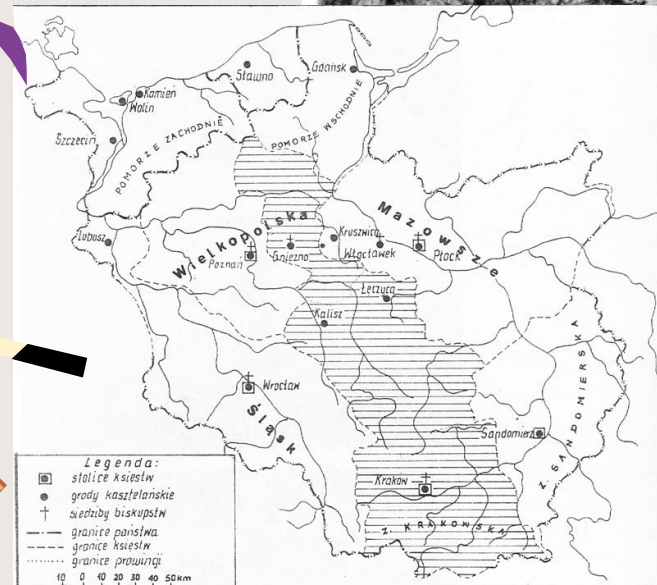 Sławno
Gdańsk
Kamień
Wolin
Szczecin
POMORZE ZACHODNIE
POMORZE WSCHODNIE
Mazowsze
Wielkopolska
Lubusz
Kruszwica
Poznań
Gniezno
Włocławek
Płock
Łęczyca
Kalisz
Wrocław
Śląsk
Z. SANDOMIERSKA
Sandomierz
Kraków
Z. KRAKOWSKA
Legenda:
stolice księstw
grody kasztelańskie
siedziby biskupstw
granice państwa
granice księstw
granice prowincji
10 0 10 20 30 40 50km